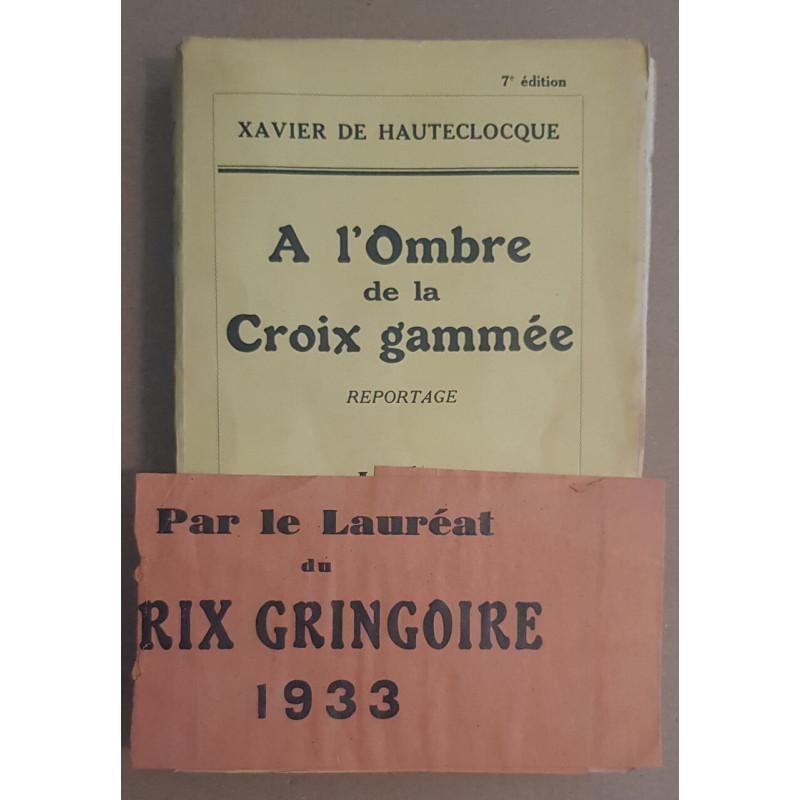 7e édition
XAVIER DE HAUTECLOCQUE
A l'Ombre
de la
Croix gammée
REPORTAGE
Par le Lauréat
du
RIX GRINGOIRE
1933